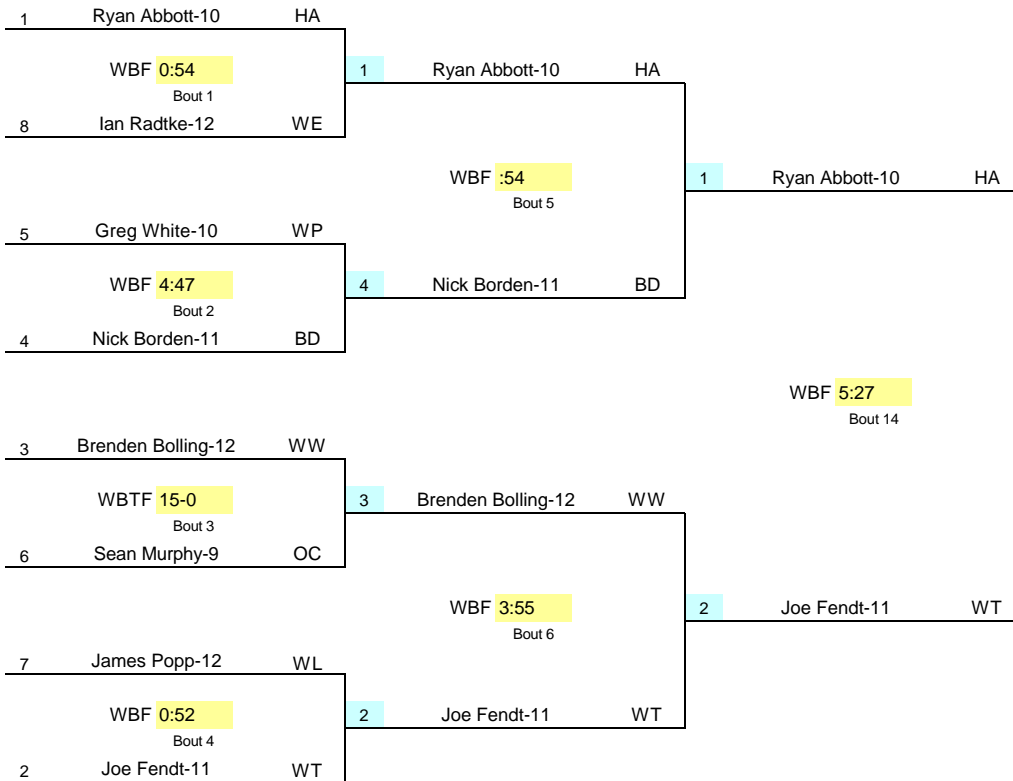 1 Ryan Abbott-10 HA
WBF 0:54 1 Ryan Abbott-10 HA
Bout 1
8 Ian Radtke-12 WE
WBF :54 1 Ryan Abbott-10 HA
Bout 5
5 Greg White-10 WP
WBF 4:47 4 Nick Borden-11 BD
Bout 2
4 Nick Borden-11 BD
WBF 5:27
Bout 14
3 Brenden Bolling-12 WW
WBTF 15-0 3 Brenden Bolling-12 WW
Bout 3
6 Sean Murphy-9 OC
WBF 3:55 2 Joe Fendt-11 WT
Bout 6
7 James Popp-12 WL
WBF 0:52 2 Joe Fendt-11 WT
Bout 4
2 Joe Fendt-11 WT